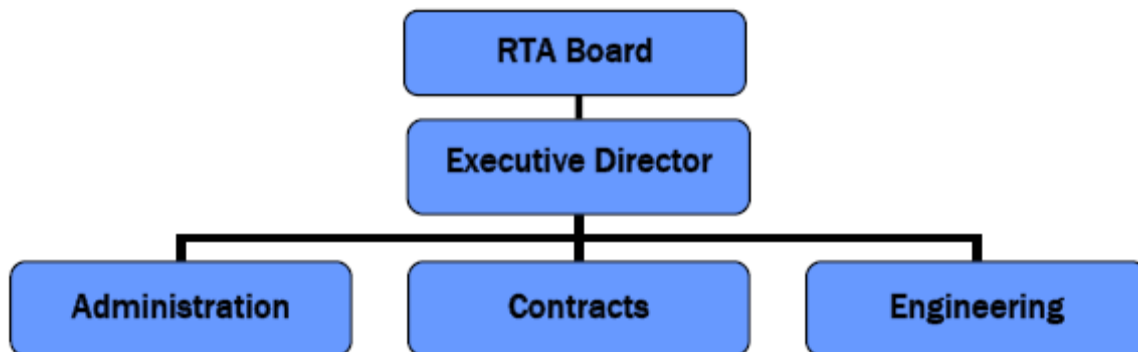 RTA Board
Executive Director
Administration
Contracts
Engineering